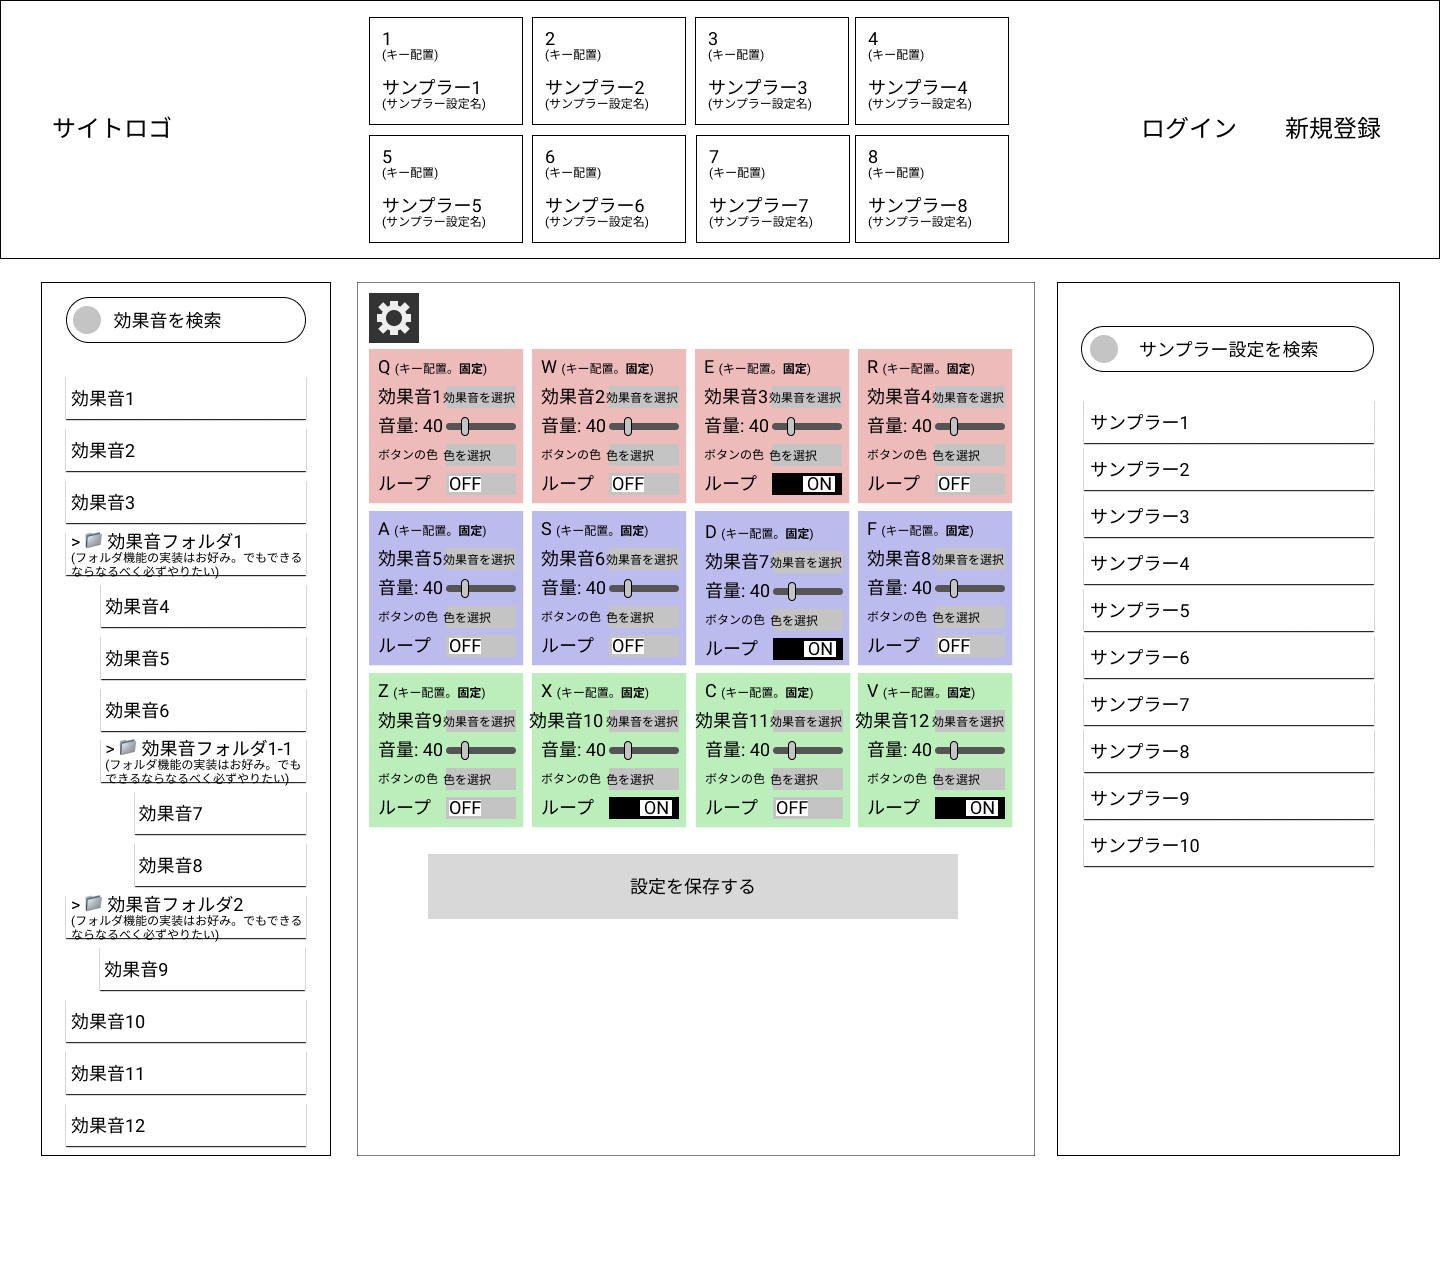 サイトロゴ
1
(キー配置)
サンプラー1
(サンプラー設定名)
2
(キー配置)
サンプラー2
(サンプラー設定名)
3
(キー配置)
サンプラー3
(サンプラー設定名)
4
(キー配置)
サンプラー4
(サンプラー設定名)
5
(キー配置)
サンプラー5
(サンプラー設定名)
6
(キー配置)
サンプラー6
(サンプラー設定名)
7
(キー配置)
サンプラー7
(サンプラー設定名)
8
(キー配置)
サンプラー8
(サンプラー設定名)
ログイン
新規登録
効果音を検索
効果音1
効果音2
効果音3
> 効果音フォルダ1
(フォルダ機能の実装はお好み。でもできる
ならなるべく必ずやりたい)
効果音4
効果音5
効果音6
> 効果音フォルダ1-1
(フォルダ機能の実装はお好み。でも
できるならなるべく必ずやりたい)
効果音7
効果音8
> 効果音フォルダ2
(フォルダ機能の実装はお好み。でもできる
ならなるべく必ずやりたい)
効果音9
効果音10
効果音11
効果音12
Q (キー配置。固定)
効果音1 効果音を選択
音量: 40
ボタンの色 色を選択
ループ OFF
W (キー配置。固定)
効果音2 効果音を選択
音量: 40
ボタンの色 色を選択
ループ OFF
E (キー配置。固定)
効果音3 効果音を選択
音量: 40
ボタンの色 色を選択
ループ ON
R (キー配置。固定)
効果音4 効果音を選択
音量: 40
ボタンの色 色を選択
ループ OFF
A (キー配置。固定)
効果音5 効果音を選択
音量: 40
ボタンの色 色を選択
ループ OFF
S (キー配置。固定)
効果音6 効果音を選択
音量: 40
ボタンの色 色を選択
ループ OFF
D (キー配置。固定)
効果音7 効果音を選択
音量: 40
ボタンの色 色を選択
ループ ON
F (キー配置。固定)
効果音8 効果音を選択
音量: 40
ボタンの色 色を選択
ループ OFF
Z (キー配置。固定)
効果音9 効果音を選択
音量: 40
ボタンの色 色を選択
ループ OFF
X (キー配置。固定)
効果音10 効果音を選択
音量: 40
ボタンの色 色を選択
ループ ON
C (キー配置。固定)
効果音11 効果音を選択
音量: 40
ボタンの色 色を選択
ループ OFF
V (キー配置。固定)
効果音12 効果音を選択
音量: 40
ボタンの色 色を選択
ループ ON
設定を保存する
サンプラー設定を検索
サンプラー1
サンプラー2
サンプラー3
サンプラー4
サンプラー5
サンプラー6
サンプラー7
サンプラー8
サンプラー9
サンプラー10